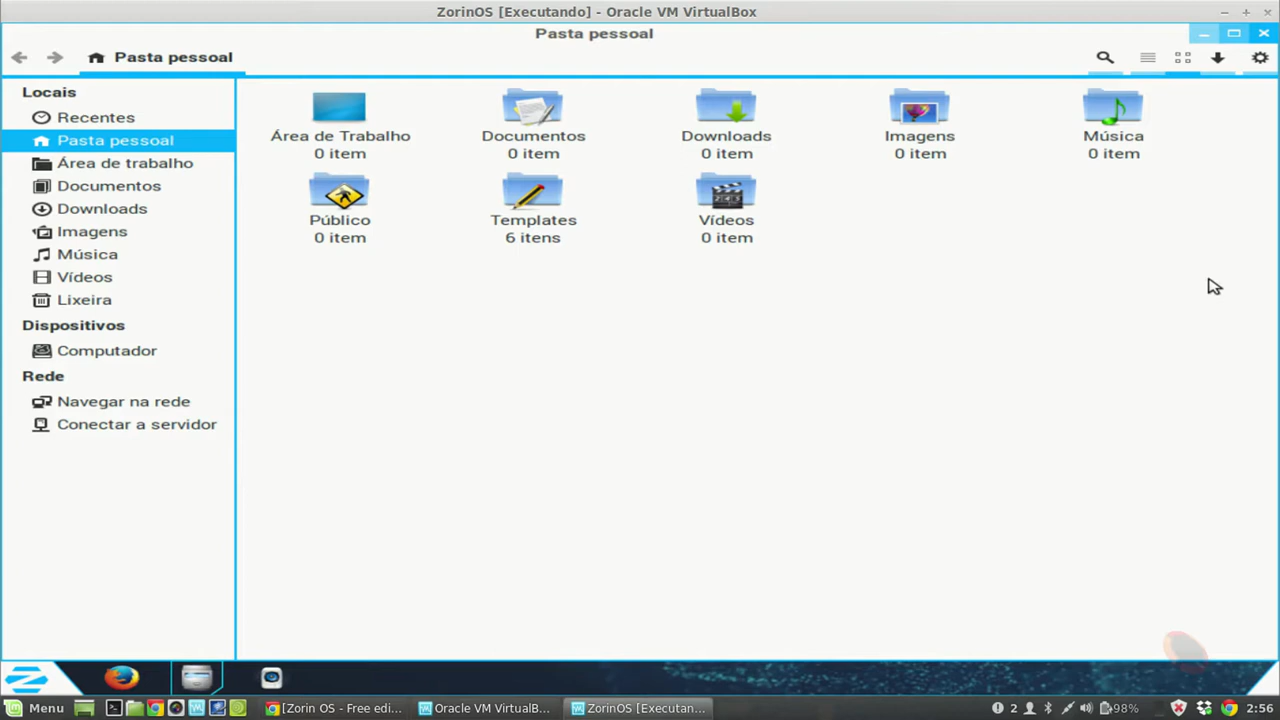 ZorinOS [Executando] - Oracle VM VirtualBox
Pasta pessoal
Pasta pessoal
Locais
Recentes
Pasta pessoal
Área de trabalho
Documentos
Downloads
Imagens
Música
Vídeos
Lixeira
Dispositivos
Computador
Rede
Navegar na rede
Conectar a servidor
Área de Trabalho
0 item
Documentos
0 item
Downloads
0 item
Imagens
0 item
Música
0 item
Público
0 item
Templates
6 itens
Vídeos
0 item
Menu
[Zorin OS - Free edi...
Oracle VM VirtualB...
ZorinOS [Executan...
2
98%
2:56